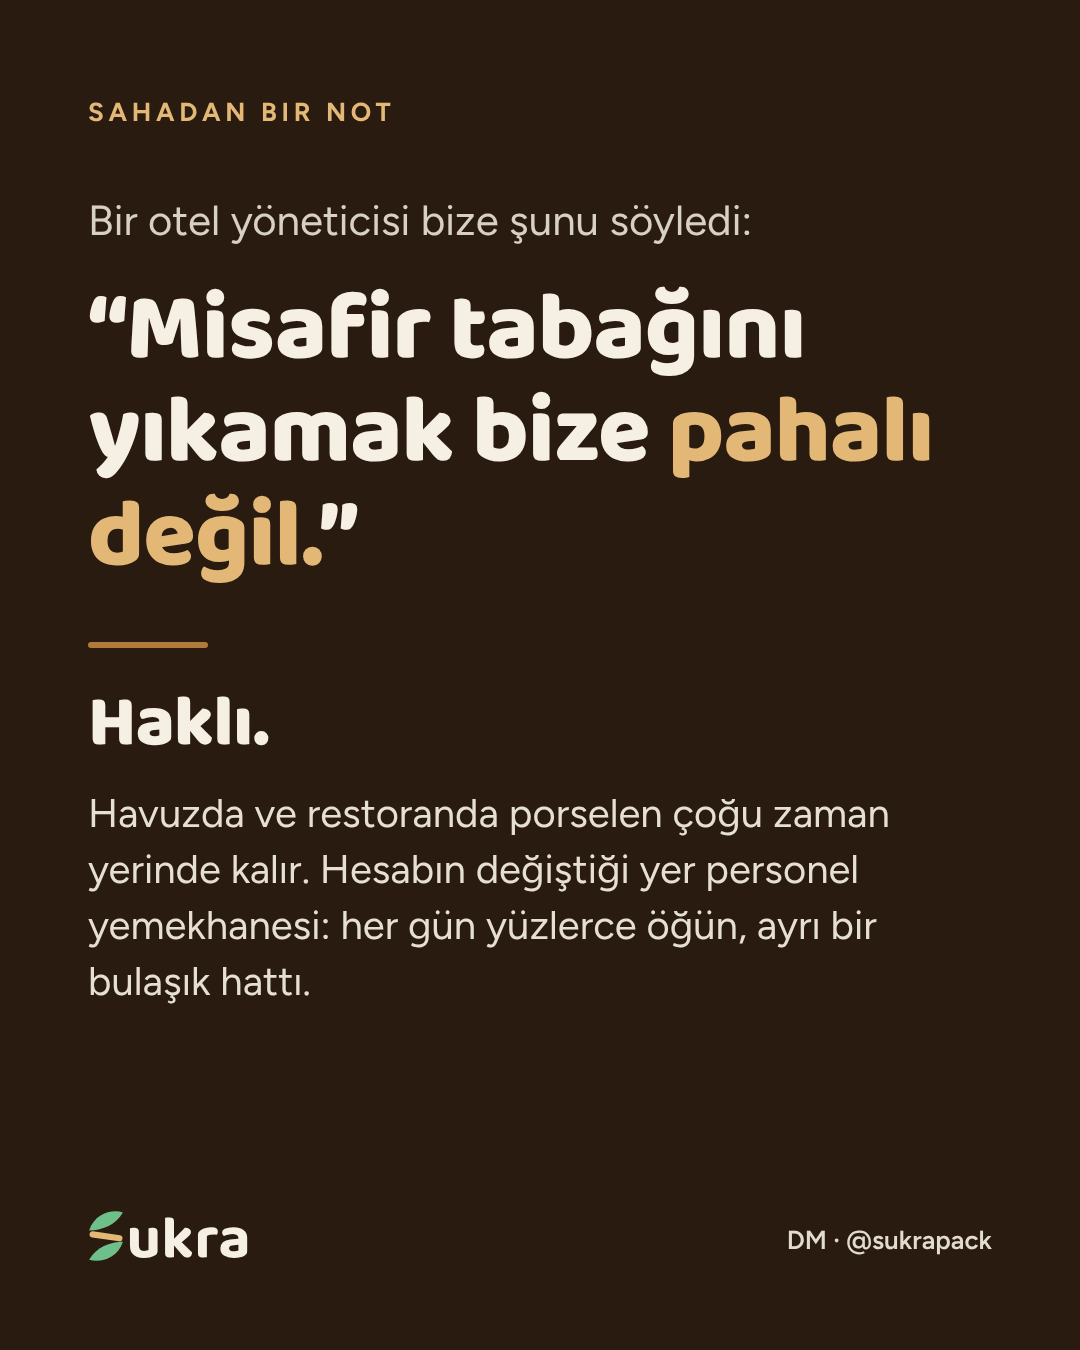 SAHADAN BIR NOT
Bir otel yöneticisi bize şunu söyledi:
“Misafir tabağını
yıkamak bize pahalı
değil.”
Haklı.
Havuzda ve restoranda porselen çoğu zaman
yerinde kalır. Hesabın değiştiği yer personel
yemekhanesi: her gün yüzlerce öğün, ayrı bir
bulaşık hattı.
Sukra
DM · @sukrapack